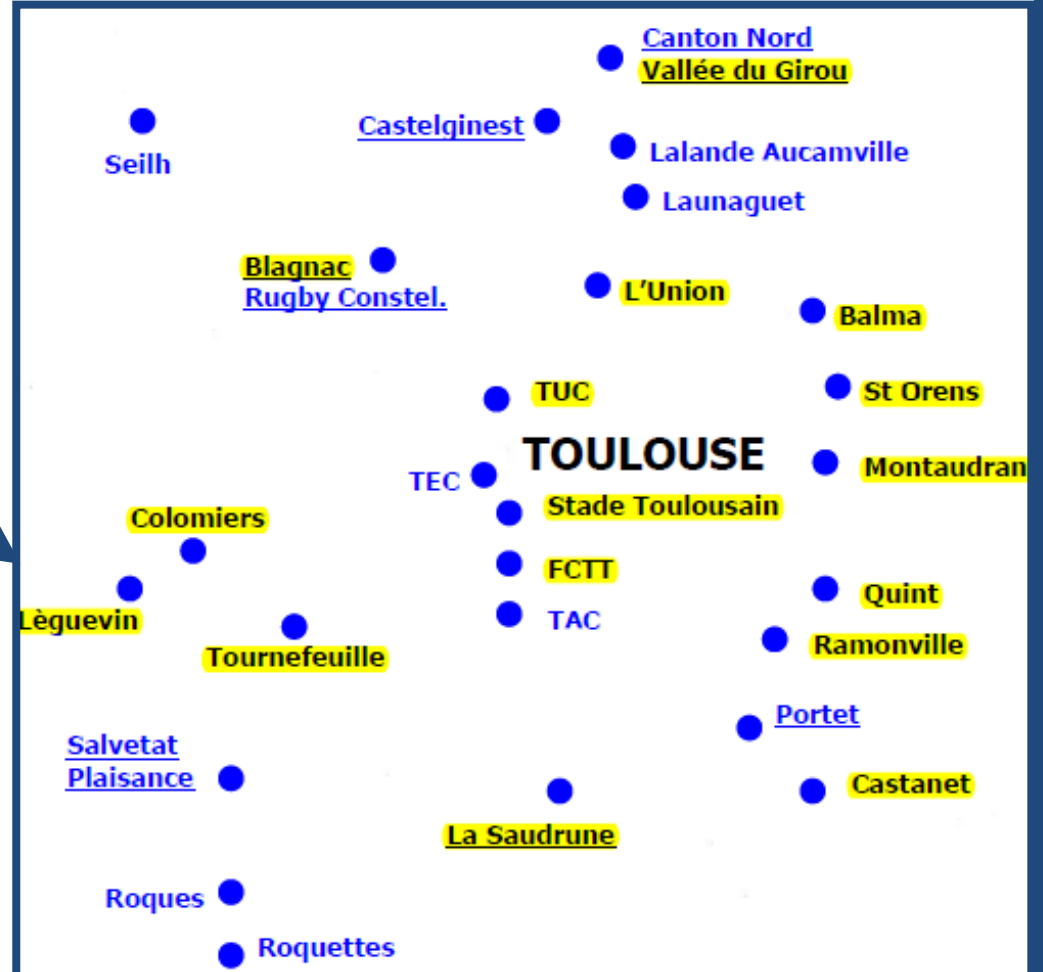 Canton Nord
Vallée du Girou
Castelginest
Seilh
Lalande Aucamville
Launaguet
Blagnac
Rugby Constel.
L'Union
Balma
TUC
St Orens
TOULOUSE
TEC
Montaudran
Stade Toulousain
Colomiers
FCTT
Quint
Lèguevin
TAC
Tournefeuille
Ramonville
Portet
Salvetat
Plaisance
Castanet
La Saudrune
Roques
Roquettes